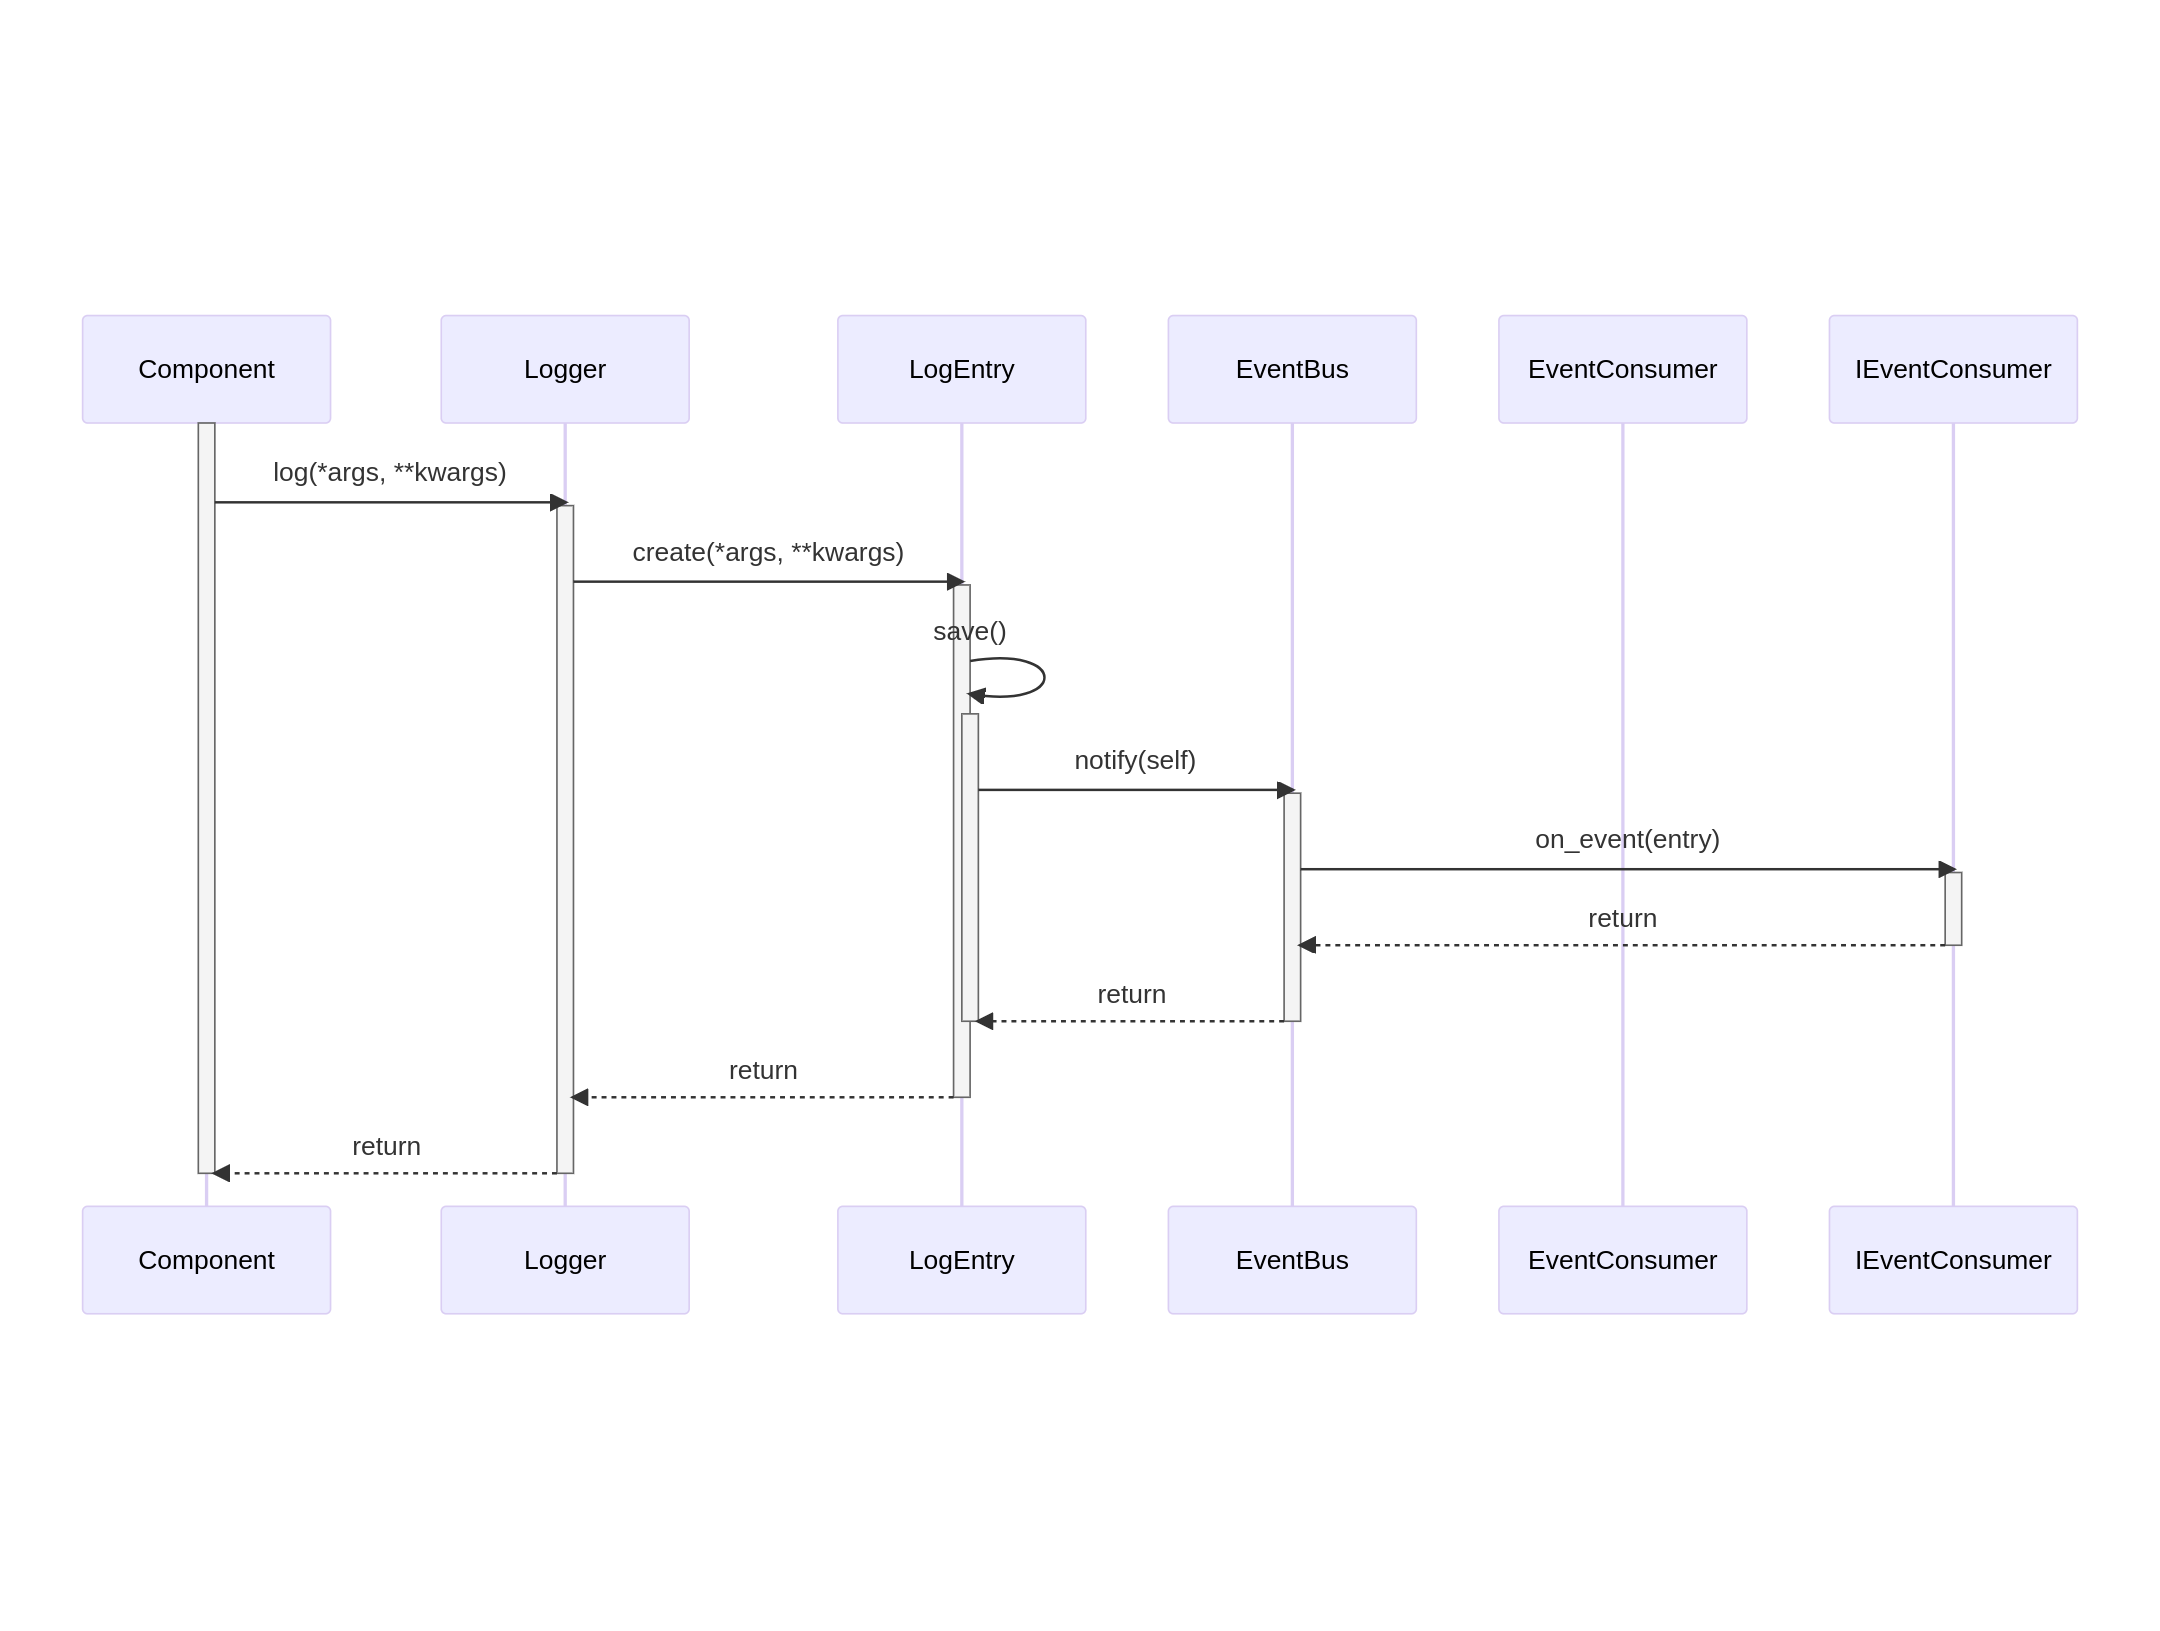 Component
Logger
LogEntry
EventBus
EventConsumer
IEventConsumer
log(*args, **kwargs)
create(*args, **kwargs)
save()
notify(self)
on_event(entry)
return
return
return
return
Component
Logger
LogEntry
EventBus
EventConsumer
IEventConsumer